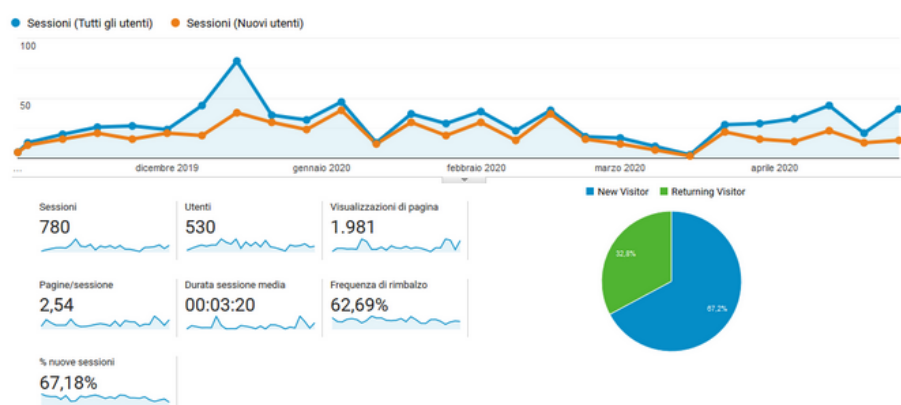 Sessioni (Tutti gli utenti) Sessioni (Nuovi utenti)
100
50
...
dicembre 2019 gennaio 2020 febbraio 2020 marzo 2020 aprile 2020
New Visitor Returning Visitor
Sessioni Utenti Visualizzazioni di pagina
780 530 1.981
32,8%
67,2%
Pagine/sessione Durata sessione media Frequenza di rimbalzo
2,54 00:03:20 62,69%
% nuove sessioni
67,18%